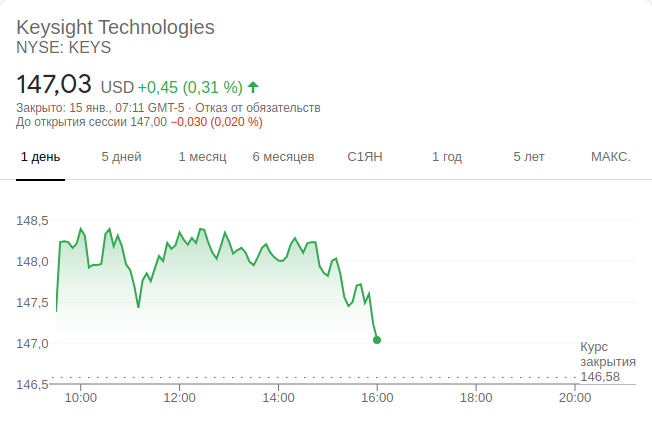 Keysight Technologies
NYSE: KEYS
147,03 USD +0,45 (0,31 %)
Закрыто: 15 янв., 07:11 GMT-5 · Отказ от обязательств
До открытия сессии 147,00 −0,030 (0,020 %)
1 день 5 дней 1 месяц 6 месяцев С1ЯН 1 год 5 лет МАКС.
148,5
148,0
147,5
147,0
Курс
закрытия
146,58
146,5
10:00 12:00 14:00 16:00 18:00 20:00